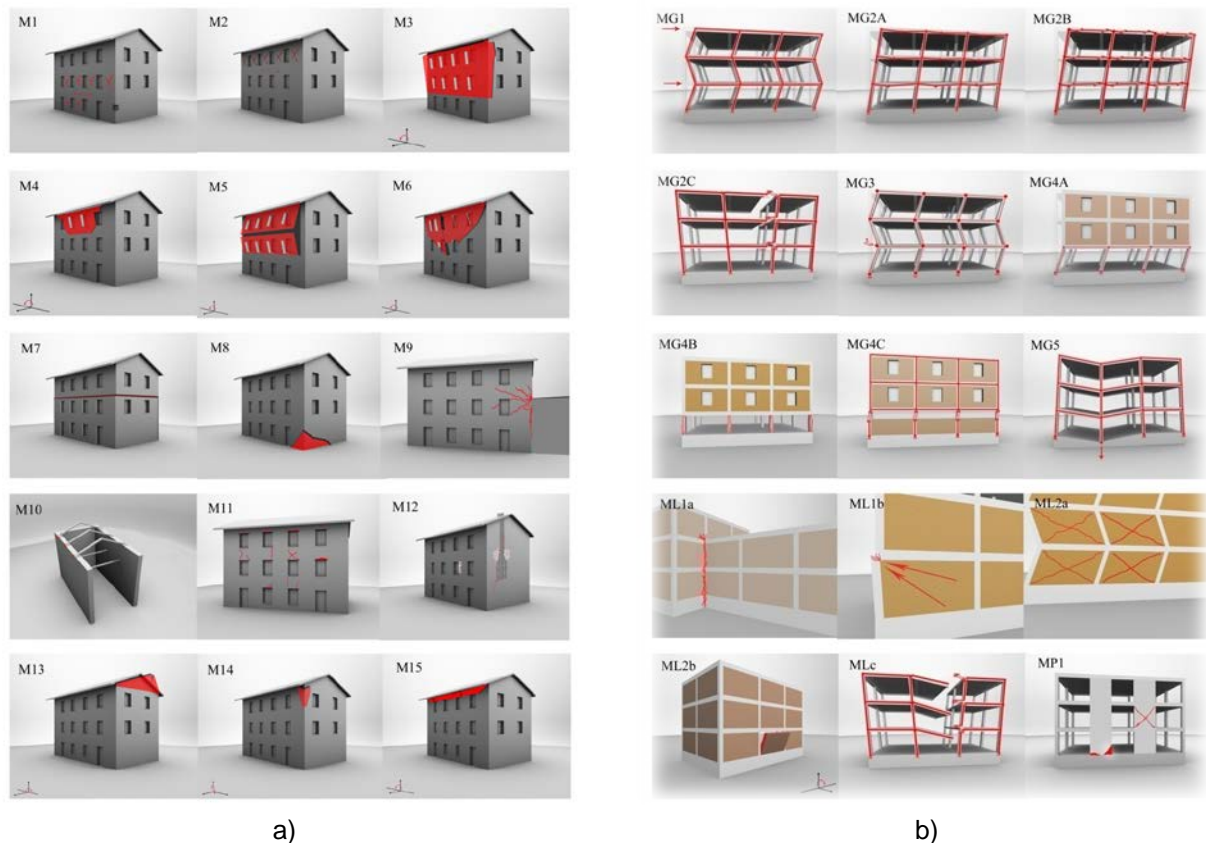 M1 M2 M3
M4 M5 M6
M7 M8 M9
M10 M11 M12
M13 M14 M15
a)
MG1 MG2A MG2B
MG2C MG3 MG4A
MG4B MG4C MG5
ML1a ML1b ML2a
ML2b MLc MP1
b)